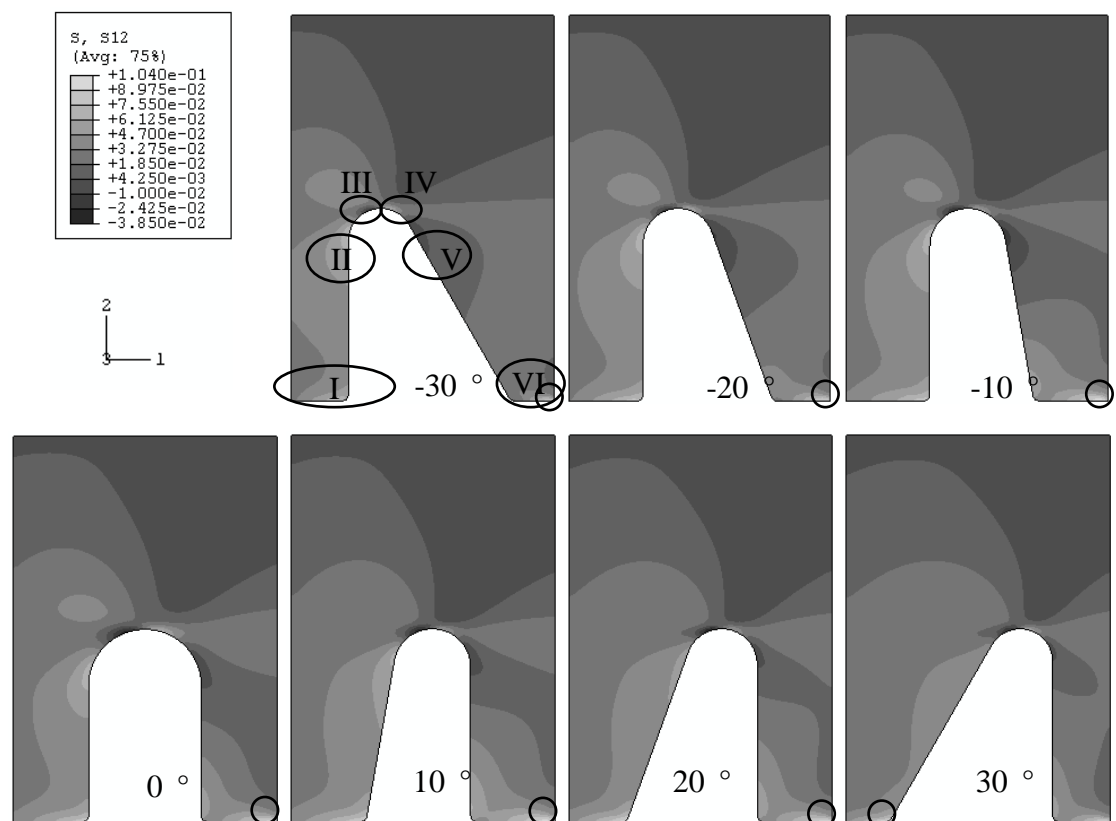 S, S12
(Avg: 75%)
+1.040e-01
+8.975e-02
+7.550e-02
+6.125e-02
+4.700e-02
+3.275e-02
+1.850e-02
+4.250e-03
-1.000e-02
-2.425e-02
-3.850e-02
2
3 1
III IV
II V
I -30 ° VI
-20 °
-10 °
0 °
10 °
20 °
30 °